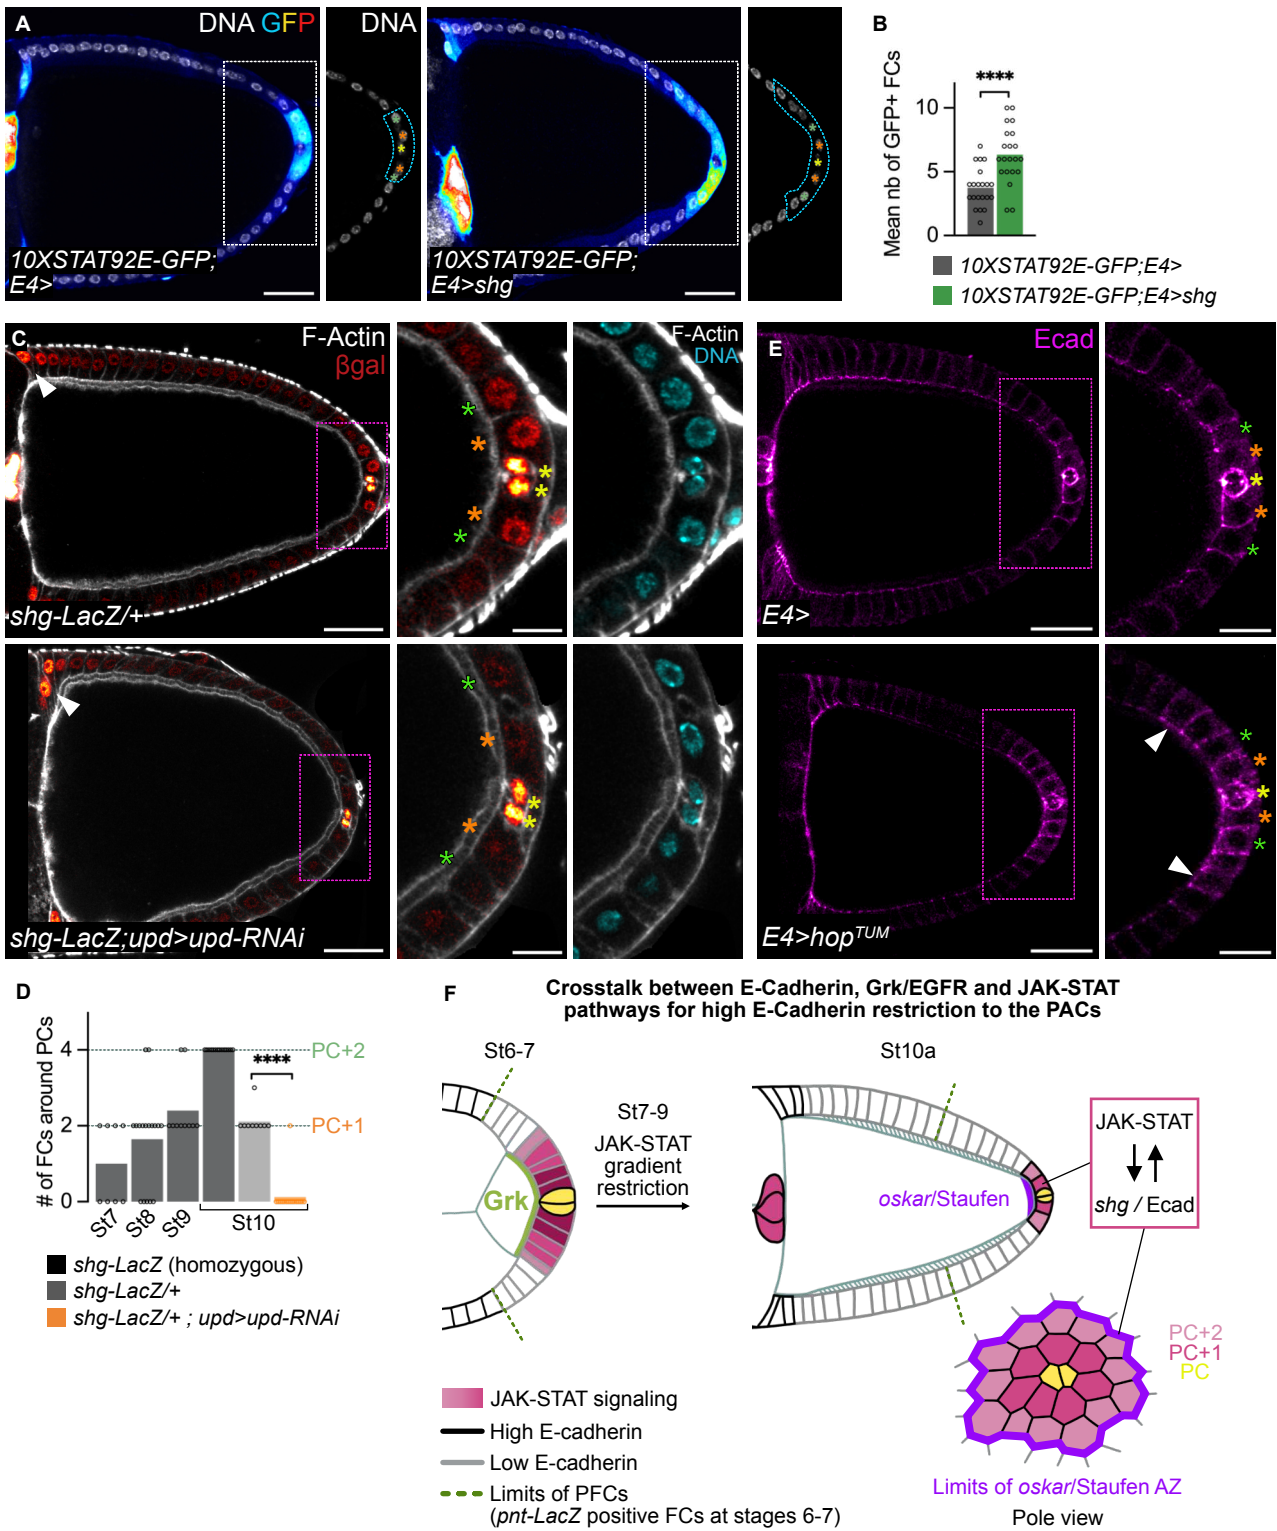 A
DNA GFP
DNA
10XSTAT92E-GFP;
E4>
10XSTAT92E-GFP;
E4>shg
B
Mean nb of GFP+ FCs
****
10
5
0
10XSTAT92E-GFP;E4>
10XSTAT92E-GFP;E4>shg
C
F-Actin
βgal
F-Actin
DNA
shg-LacZ/+
shg-LacZ;upd>upd-RNAi
E
Ecad
E4>
E4>hopTUM
D
# of FCs around PCs
4
2
0
****
PC+2
PC+1
St7
St8
St9
St10
shg-LacZ (homozygous)
shg-LacZ/+
shg-LacZ/+ ; upd>upd-RNAi
F
Crosstalk between E-Cadherin, Grk/EGFR and JAK-STAT
pathways for high E-Cadherin restriction to the PACs
St6-7
St10a
Grk
St7-9
JAK-STAT
gradient
restriction
oskar/Staufen
JAK-STAT
shg / Ecad
PC+2
PC+1
PC
Limits of oskar/Staufen AZ
Pole view
JAK-STAT signaling
High E-cadherin
Low E-cadherin
Limits of PFCs
(pnt-LacZ positive FCs at stages 6-7)